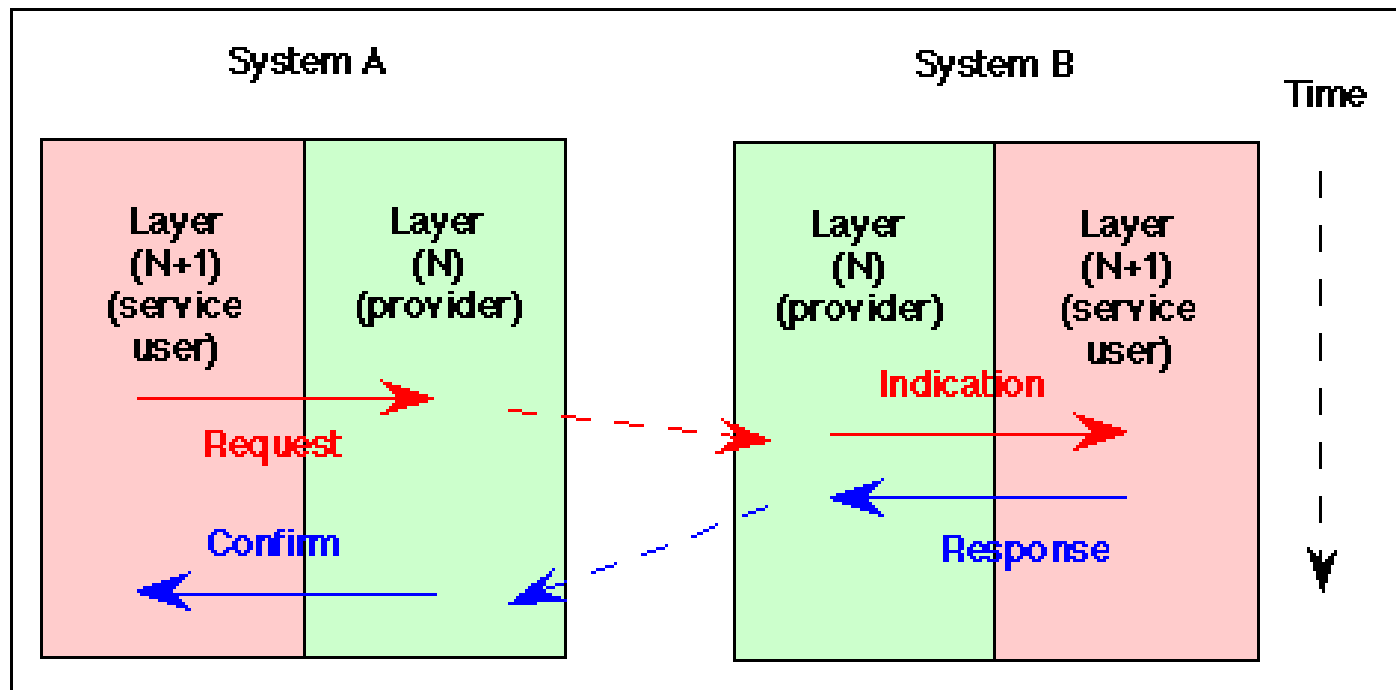 System A
System B
Time
Layer
(N+1)
(service
user)
Layer
(N)
(provider)
Layer
(N)
(provider)
Layer
(N+1)
(service
user)
Request
Indication
Confirm
Response